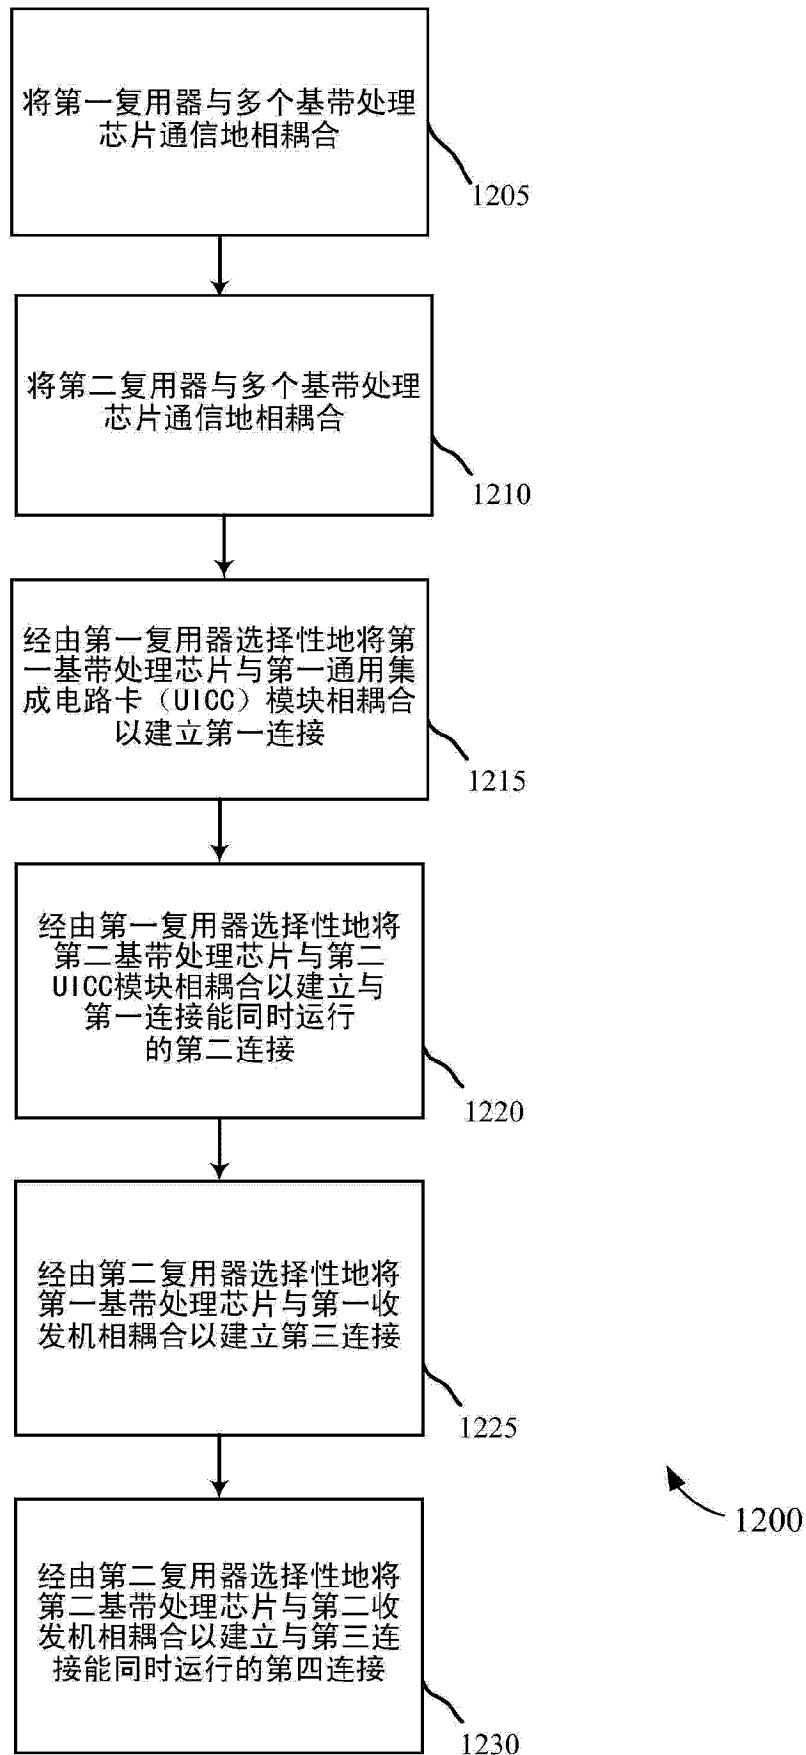 将第一复用器与多个基带处理
芯片通信地相耦合
1205
将第二复用器与多个基带处理
芯片通信地相耦合
1210
经由第一复用器选择性地将第
一基带处理芯片与第一通用集
成电路卡（UICC）模块相耦合
以建立第一连接
1215
经由第一复用器选择性地将
第二基带处理芯片与第二
UICC模块相耦合以建立与
第一连接能同时运行
的第二连接
1220
经由第二复用器选择性地将
第一基带处理芯片与第一收
发机相耦合以建立第三连接
1225
1200
经由第二复用器选择性地将
第二基带处理芯片与第二收
发机相耦合以建立与第三连
接能同时运行的第四连接
1230